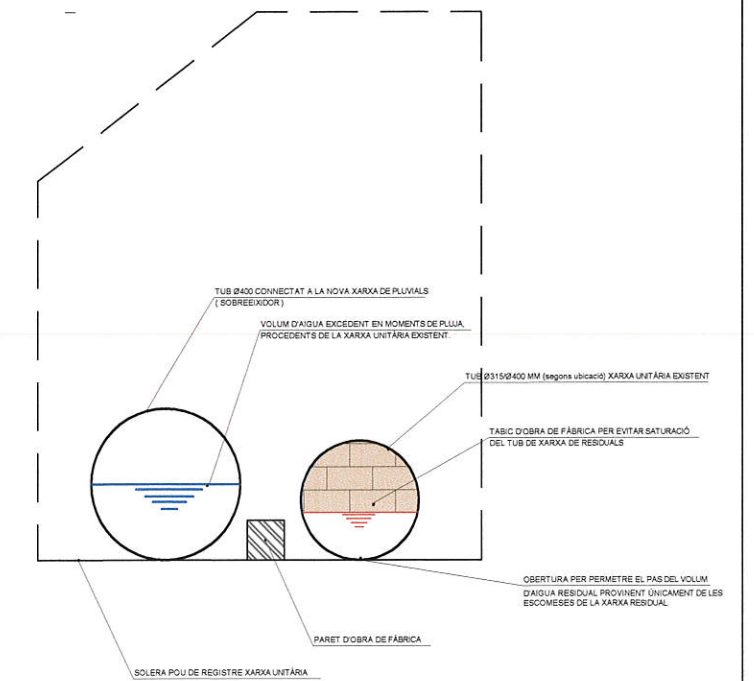 TUB Ø400 CONNECTAT A LA NOVA XARXA DE PLUVIALS
( SOBREEIXIDOR )
VOLUM D'AIGUA EXCEDENT EN MOMENTS DE PLUJA,
PROCEDENTS DE LA XARXA UNITÀRIA EXISTENT.
TUB Ø315/Ø400 MM (segons ubicació) XARXA UNITÀRIA EXISTENT
TABIC D'OBRA DE FÀBRICA PER EVITAR SATURACIÓ
DEL TUB DE XARXA DE RESIDUALS
OBERTURA PER PERMETRE EL PAS DEL VOLUM
D'AIGUA RESIDUAL PROVINENT ÚNICAMENT DE LES
ESCOMESES DE LA XARXA RESIDUAL
PARET D'OBRA DE FÀBRICA
SOLERA POU DE REGISTRE XARXA UNITÀRIA